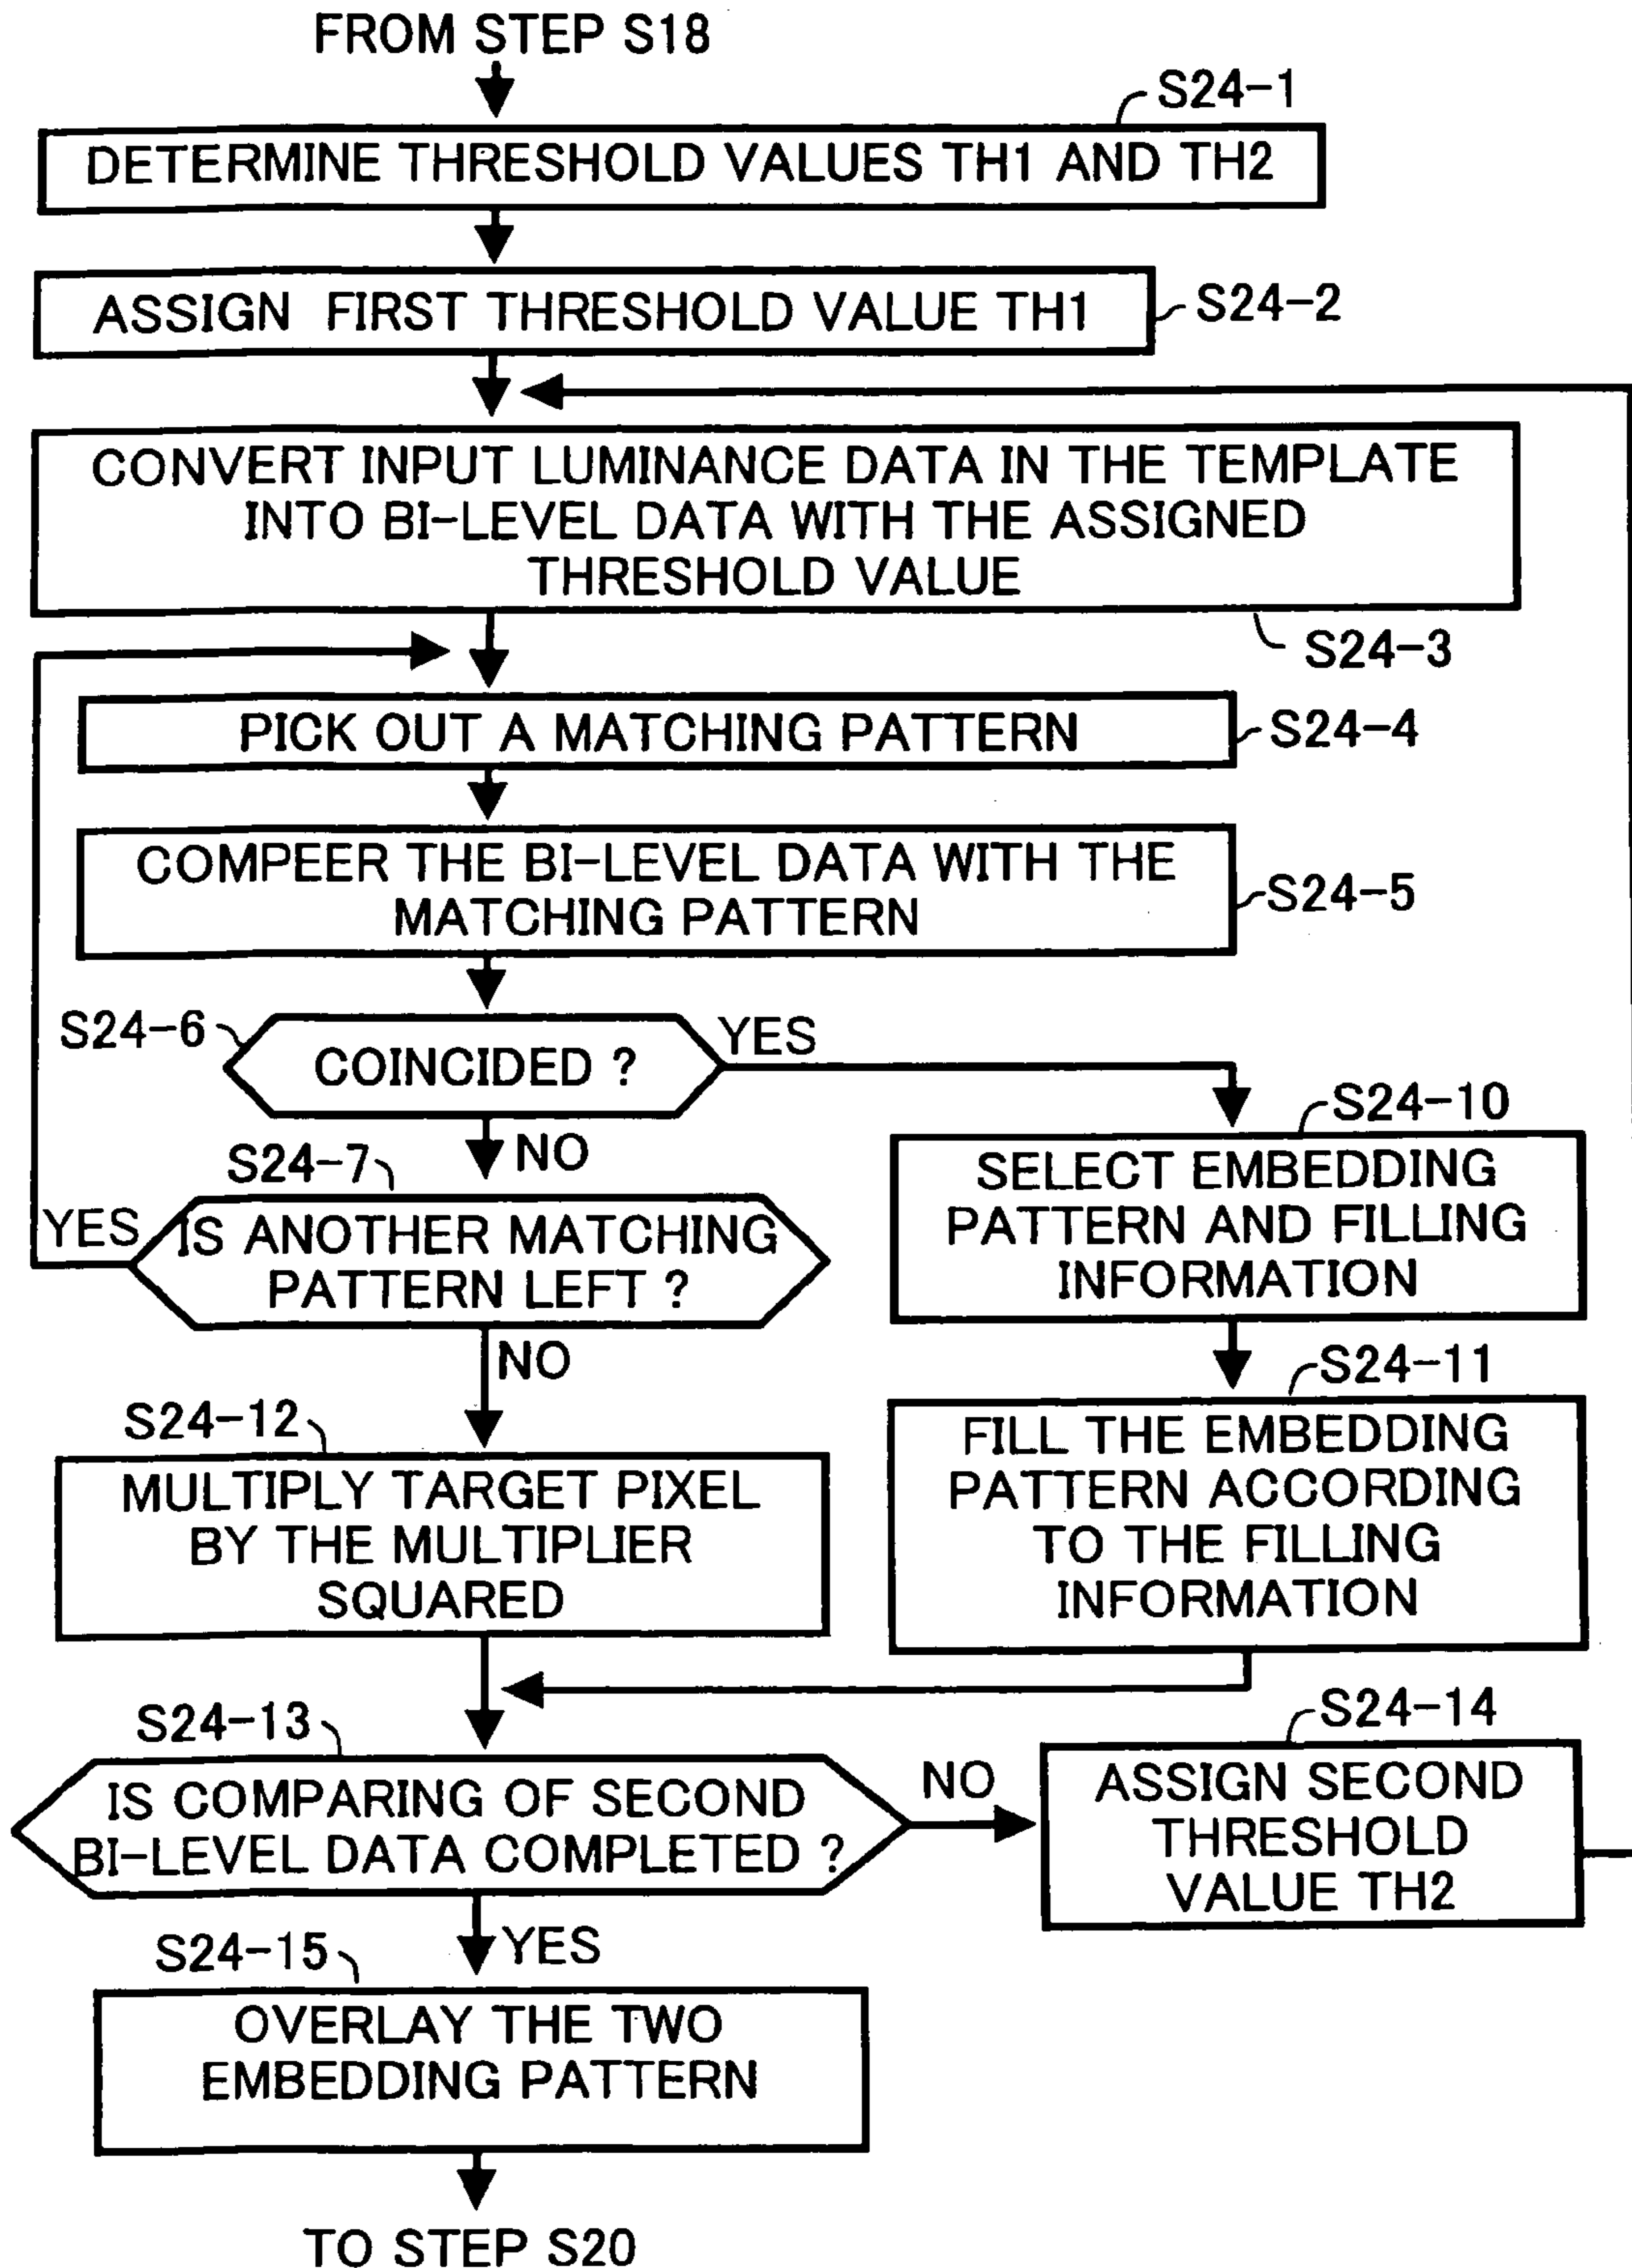 FROM STEP S18
S24-1
DETERMINE THRESHOLD VALUES TH1 AND TH2
ASSIGN FIRST THRESHOLD VALUE TH1
S24-2
CONVERT INPUT LUMINANCE DATA IN THE TEMPLATE
INTO BI-LEVEL DATA WITH THE ASSIGNED
THRESHOLD VALUE
S24-3
PICK OUT A MATCHING PATTERN
S24-4
COMPEER THE BI-LEVEL DATA WITH THE
MATCHING PATTERN
S24-5
S24-6
COINCIDED ?
YES
NO
S24-7
IS ANOTHER MATCHING
PATTERN LEFT ?
YES
NO
S24-10
SELECT EMBEDDING
PATTERN AND FILLING
INFORMATION
S24-11
FILL THE EMBEDDING
PATTERN ACCORDING
TO THE FILLING
INFORMATION
S24-12
MULTIPLY TARGET PIXEL
BY THE MULTIPLIER
SQUARED
S24-13
IS COMPARING OF SECOND
BI-LEVEL DATA COMPLETED ?
NO
YES
S24-14
ASSIGN SECOND
THRESHOLD
VALUE TH2
S24-15
OVERLAY THE TWO
EMBEDDING PATTERN
TO STEP S20